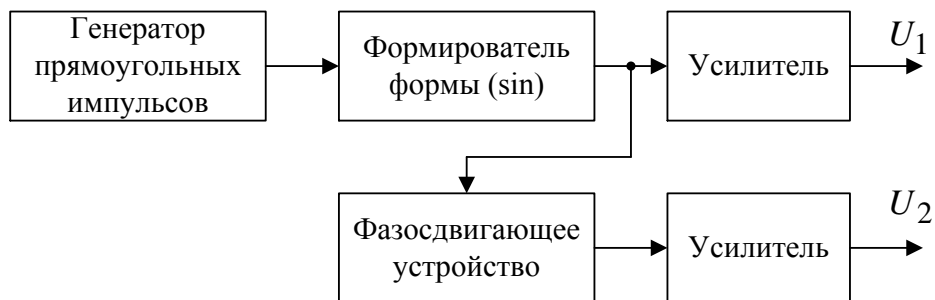 Генератор
прямоугольных
импульсов
Формирователь
формы (sin)
Усилитель
U1
Фазосдвигающее
устройство
Усилитель
U2